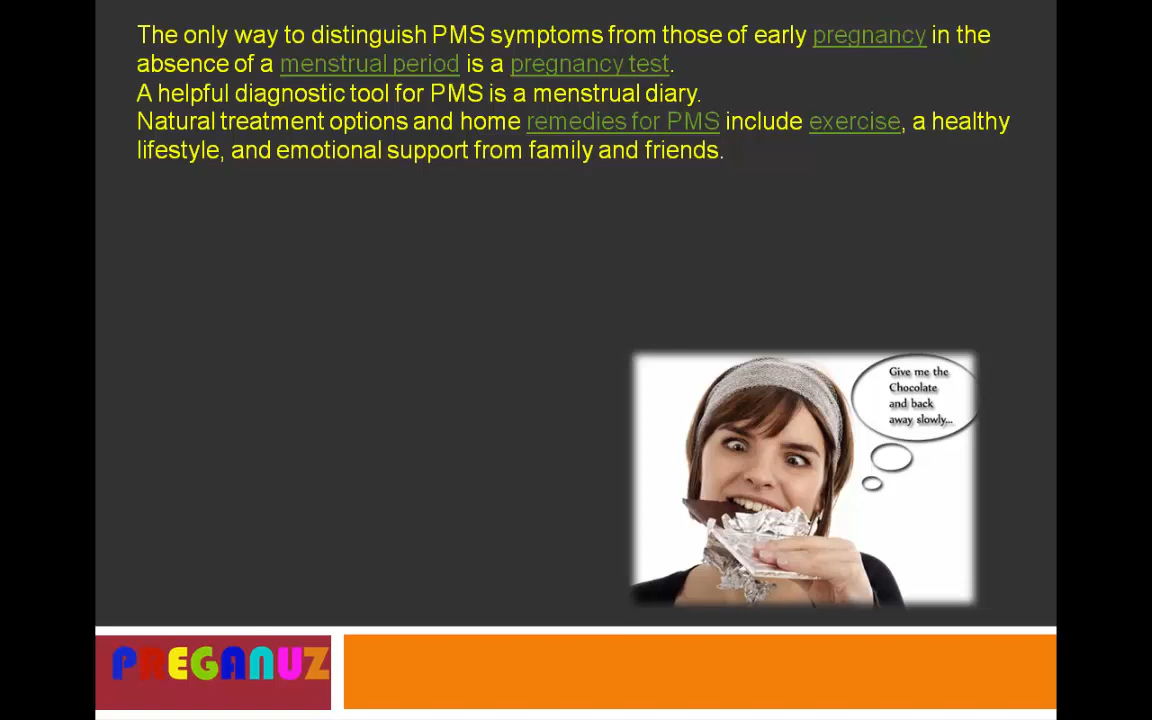 The only way to distinguish PMS symptoms from those of early pregnancy in the
absence of a menstrual period is a pregnancy test.
A helpful diagnostic tool for PMS is a menstrual diary.
Natural treatment options and home remedies for PMS include exercise, a healthy
lifestyle, and emotional support from family and friends.
Give me the
Chocolate
and back
away slowly...
PREGANUZ